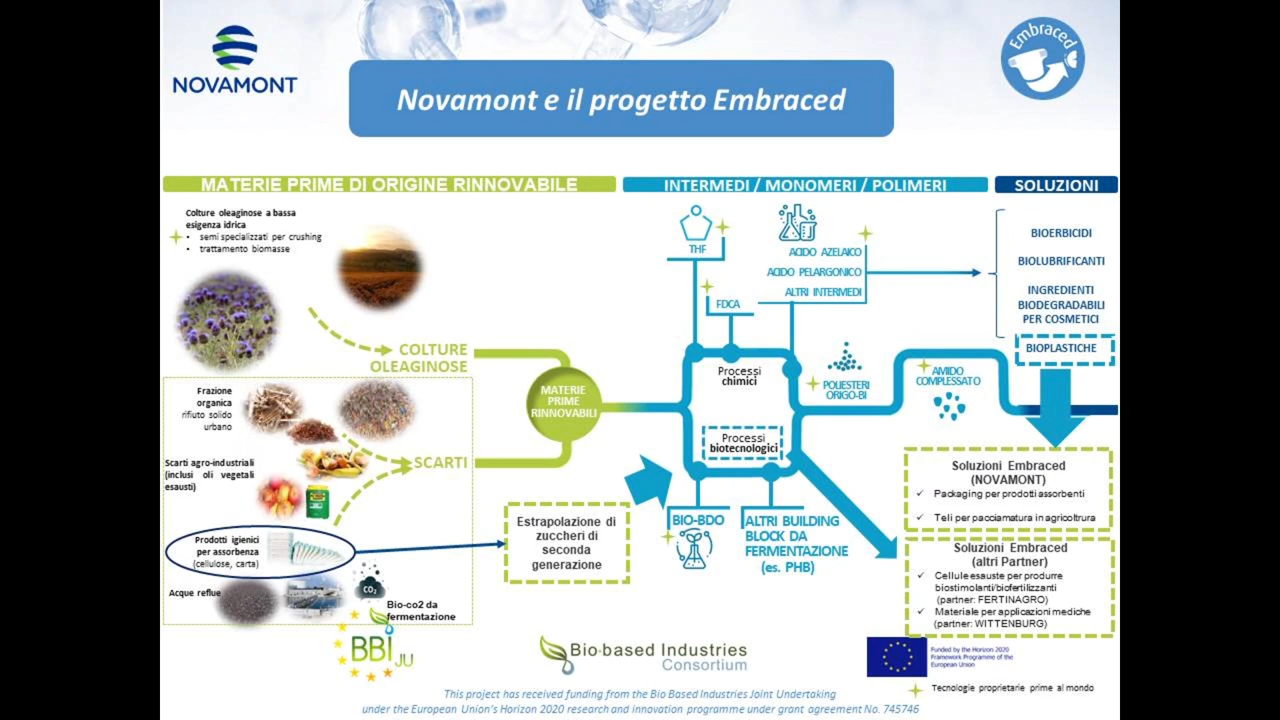 NOVAMONT
Embraced
Novamont e il progetto Embraced
MATERIE PRIME DI ORIGINE RINNOVABILE
INTERMEDI / MONOMERI / POLIMERI
SOLUZIONI
Colture oleaginose a bassa
esigenza idrica
• semi specializzati per crushing
• trattamento biomasse
COLTURE
OLEAGINOSE
Frazione
organica
rifiuto solido
urbano
Scarti agro-industriali
(inclusi oli vegetali
esausti)
SCARTI
Prodotti igienici
per assorbenza
(cellulose, carta)
Acque reflue
CO2
Bio-co2 da
fermentazione
MATERIE
PRIME
RINNOVABILI
Estrapolazione di
zuccheri di
seconda
generazione
THF
FDCA
ACIDO AZELAICO
ACIDO PELARGONICO
ALTRI INTERMEDI
Processi
chimici
Processi
biotecnologici
POLIESTERI
ORIGO-BI
AMIDO
COMPLESSATO
BIO-BDO
ALTRI BUILDING
BLOCK DA
FERMENTAZIONE
(es. PHB)
BIOERBICIDI
BIOLUBRIFICANTI
INGREDIENTI
BIODEGRADABILI
PER COSMETICI
BIOPLASTICHE
Soluzioni Embraced
(NOVAMONT)
✓ Packaging per prodotti assorbenti
✓ Teli per pacciamatura in agricoltrura
Soluzioni Embraced
(altri Partner)
✓ Cellule esauste per produrre
biostimolanti/biofertilizzanti
(partner: FERTINAGRO)
✓ Materiale per applicazioni mediche
(partner: WITTENBURG)
BBI JU
Bio-based Industries
Consortium
Funded by the Horizon 2020
Framework Programme of the
European Union
Tecnologie proprietarie prime al mondo
This project has received funding from the Bio Based Industries Joint Undertaking
under the European Union's Horizon 2020 research and innovation programme under grant agreement No. 745746